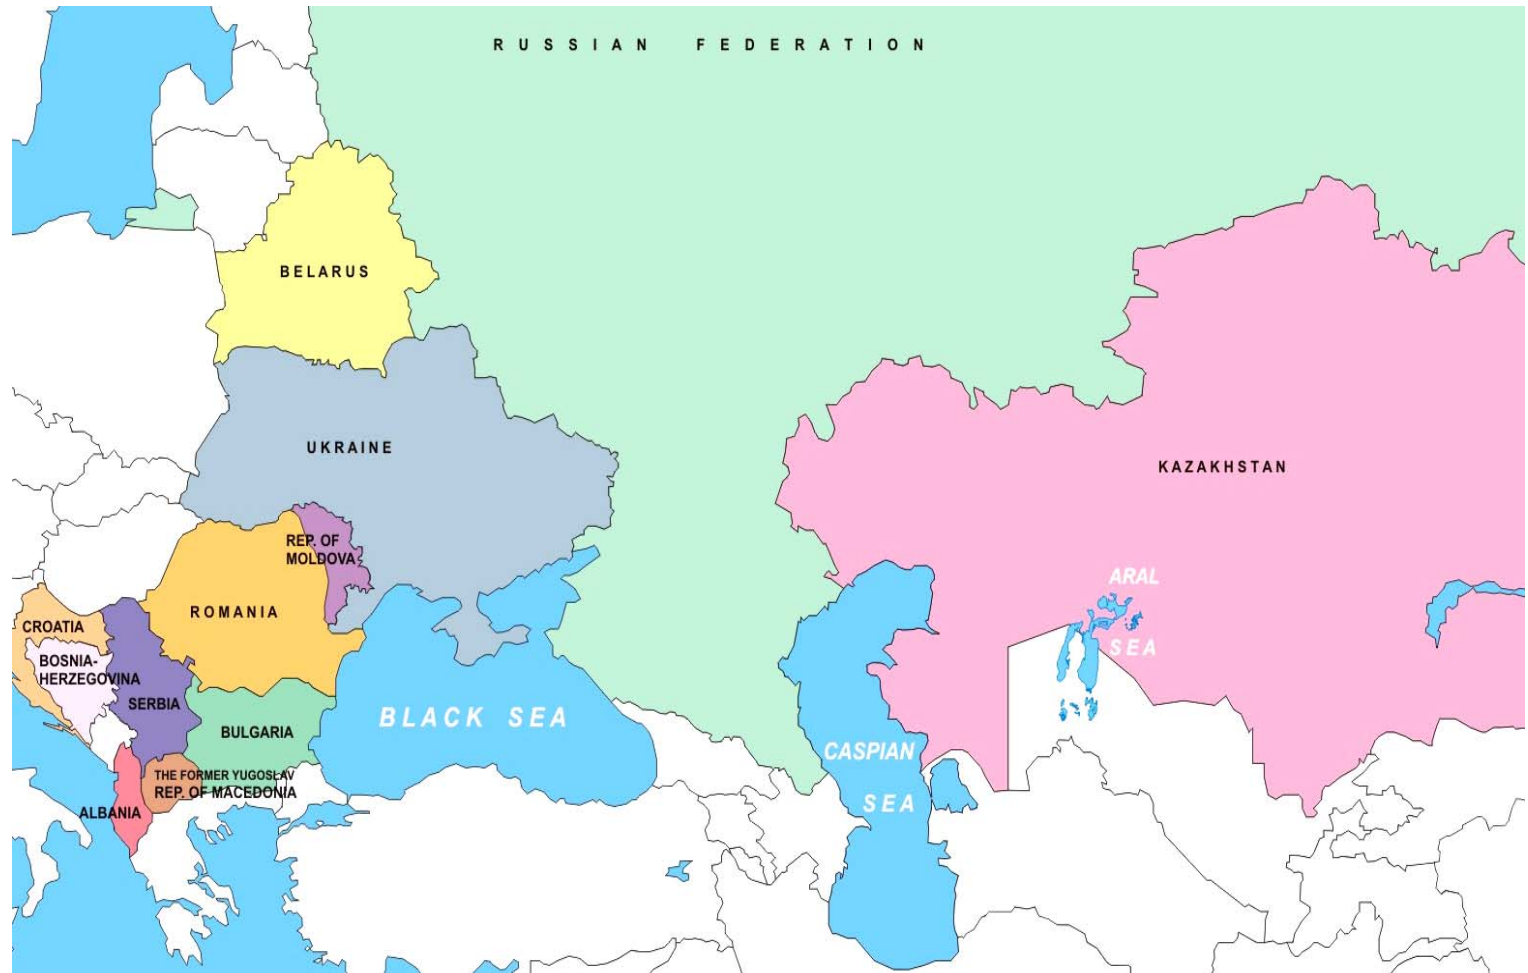 RUSSIAN FEDERATION
BELARUS
UKRAINE
KAZAKHSTAN
REP. OF
MOLDOVA
ARAL
SEA
ROMANIA
CROATIA
BOSNIA-
HERZEGOVINA
SERBIA
BLACK SEA
BULGARIA
CASPIAN
SEA
THE FORMER YUGOSLAV
REP. OF MACEDONIA
ALBANIA